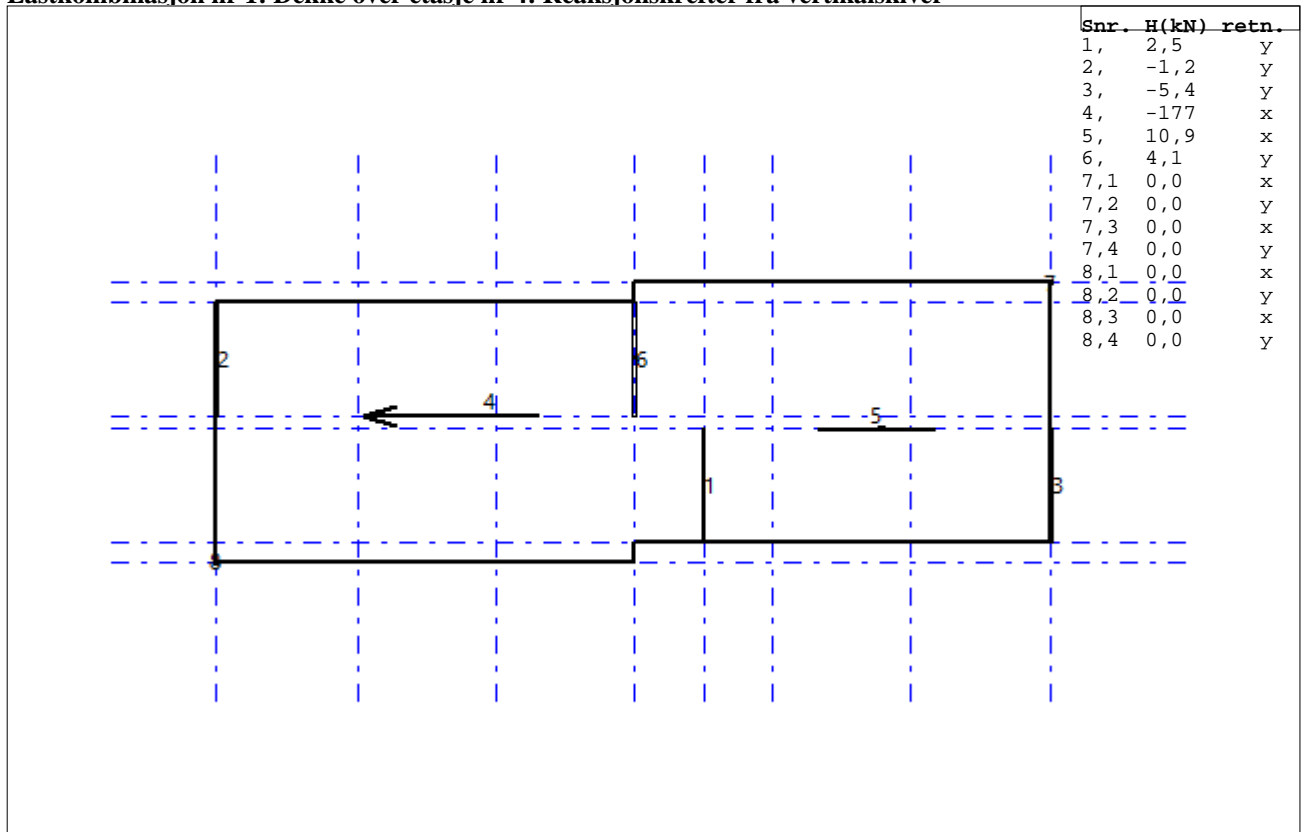 Lastkombinasjon nr 1. Dekke over etasje nr 4. Reaksjonskrefter fra vertikalskiver
Snr. H(kN) retn.
1, 2,5 y
2, -1,2 y
3, -5,4 y
4, -177 x
5, 10,9 x
6, 4,1 y
7,1 0,0 x
7,2 0,0 y
7,3 0,0 x
7,4 0,0 y
8,1 0,0 x
8,2 0,0 y
8,3 0,0 x
8,4 0,0 y
7
2
6
4
5
1
3
8